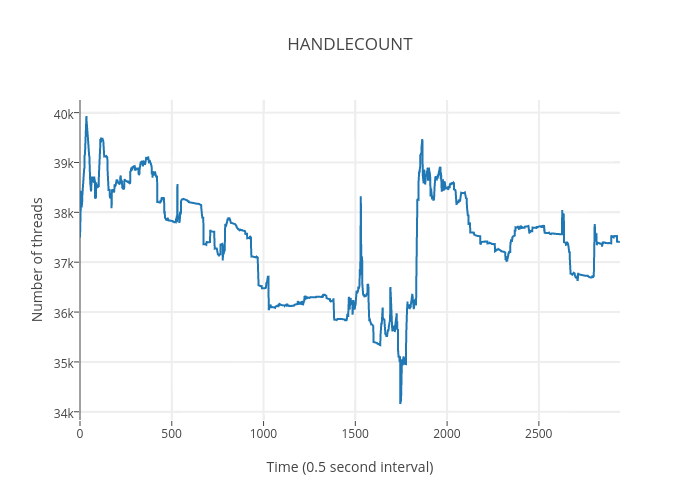 HANDLECOUNT
Number of threads
40k
39k
38k
37k
36k
35k
34k
0 500 1000 1500 2000 2500
Time (0.5 second interval)